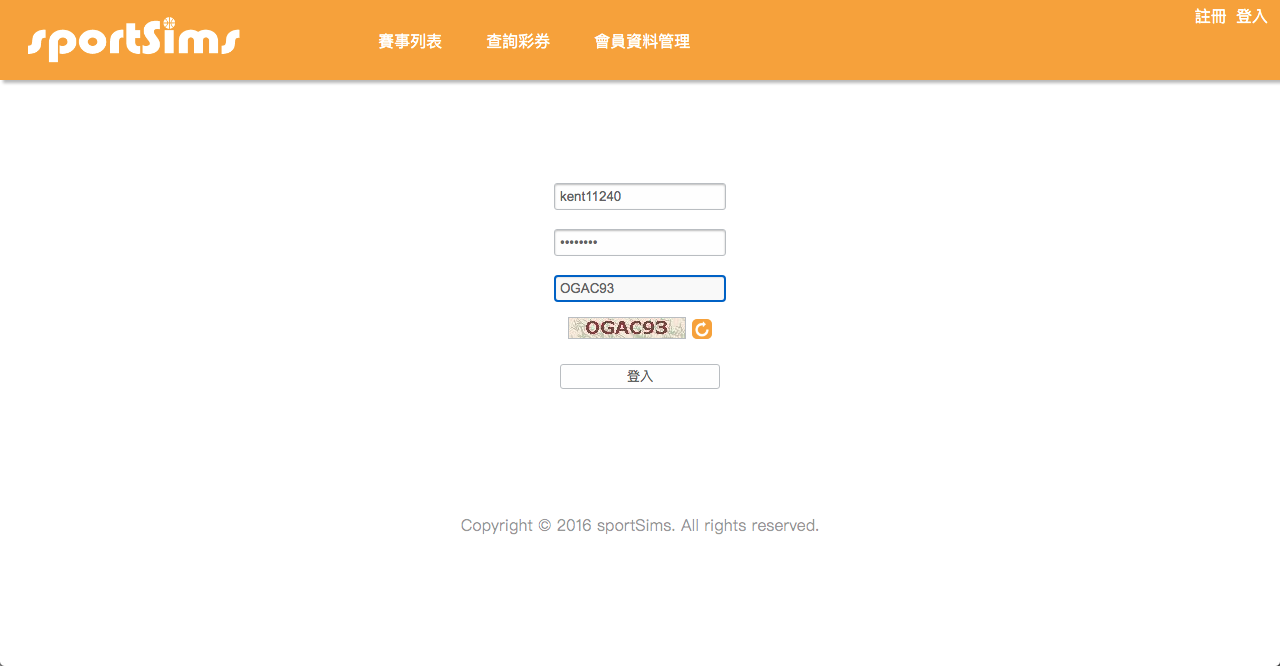 註冊 登入
sportSims
賽事列表 查詢彩券 會員資料管理
kent11240
••••••••
OGAC93
OGAC93
登入
Copyright © 2016 sportSims. All rights reserved.